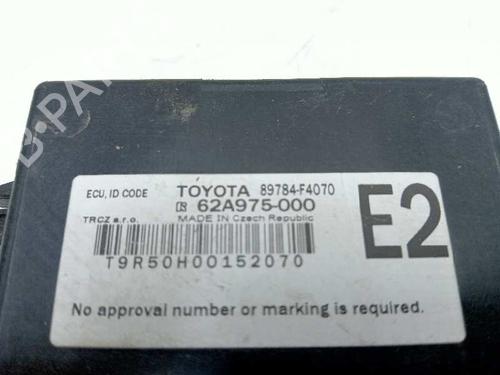 B-PARTS
ECU, ID CODE TOYOTA 89784-F4070
62A975-000 E2
TRCZ s.r.o. MADE IN Czech Republic
T9R50H00152070
No approval number or marking is required.